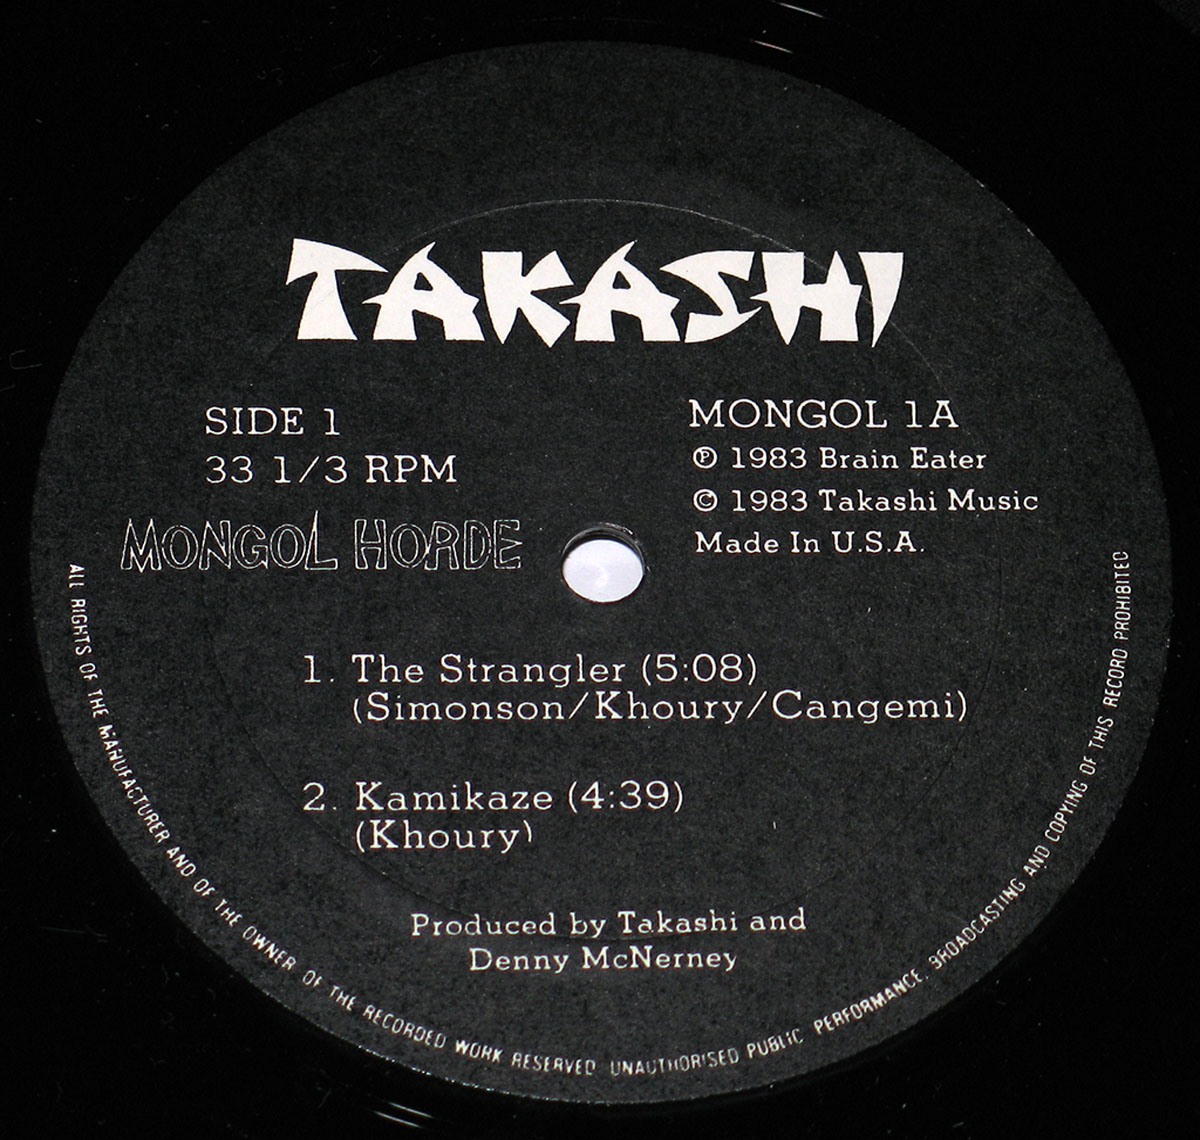 TAKASHI
SIDE 1
33 1/3 RPM
MONGOL HORDE
MONGOL 1A
Ⓟ 1983 Brain Eater
© 1983 Takashi Music
Made In U.S.A.
1. The Strangler (5:08)
(Simonson/Khoury/Cangemi)
2. Kamikaze (4:39)
(Khoury)
Produced by Takashi and
Denny McNerney
ALL RIGHTS OF THE MANUFACTURER AND OF THE OWNER OF THE RECORDED WORK RESERVED UNAUTHORISED PUBLIC PERFORMANCE. BROADCASTING AND COPYING OF THIS RECORD PROHIBITED